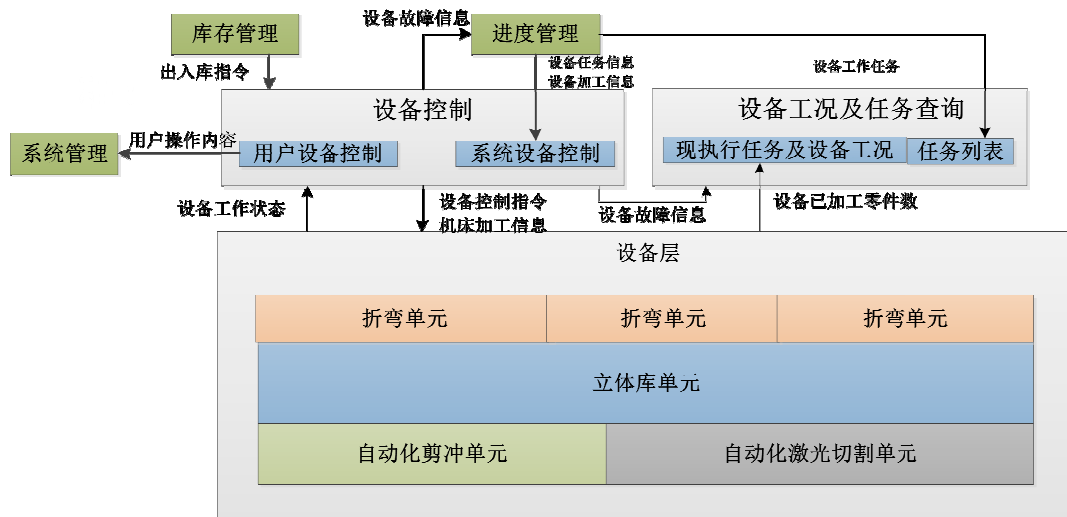 设备故障信息
库存管理
进度管理
出入库指令
设备任务信息
设备加工信息
设备工作任务
设备控制
设备工况及任务查询
系统管理
用户操作内容
用户设备控制
系统设备控制
现执行任务及设备工况
任务列表
设备工作状态
设备控制指令
机床加工信息
设备故障信息
设备已加工零件数
设备层
折弯单元
折弯单元
折弯单元
立体库单元
自动化剪冲单元
自动化激光切割单元